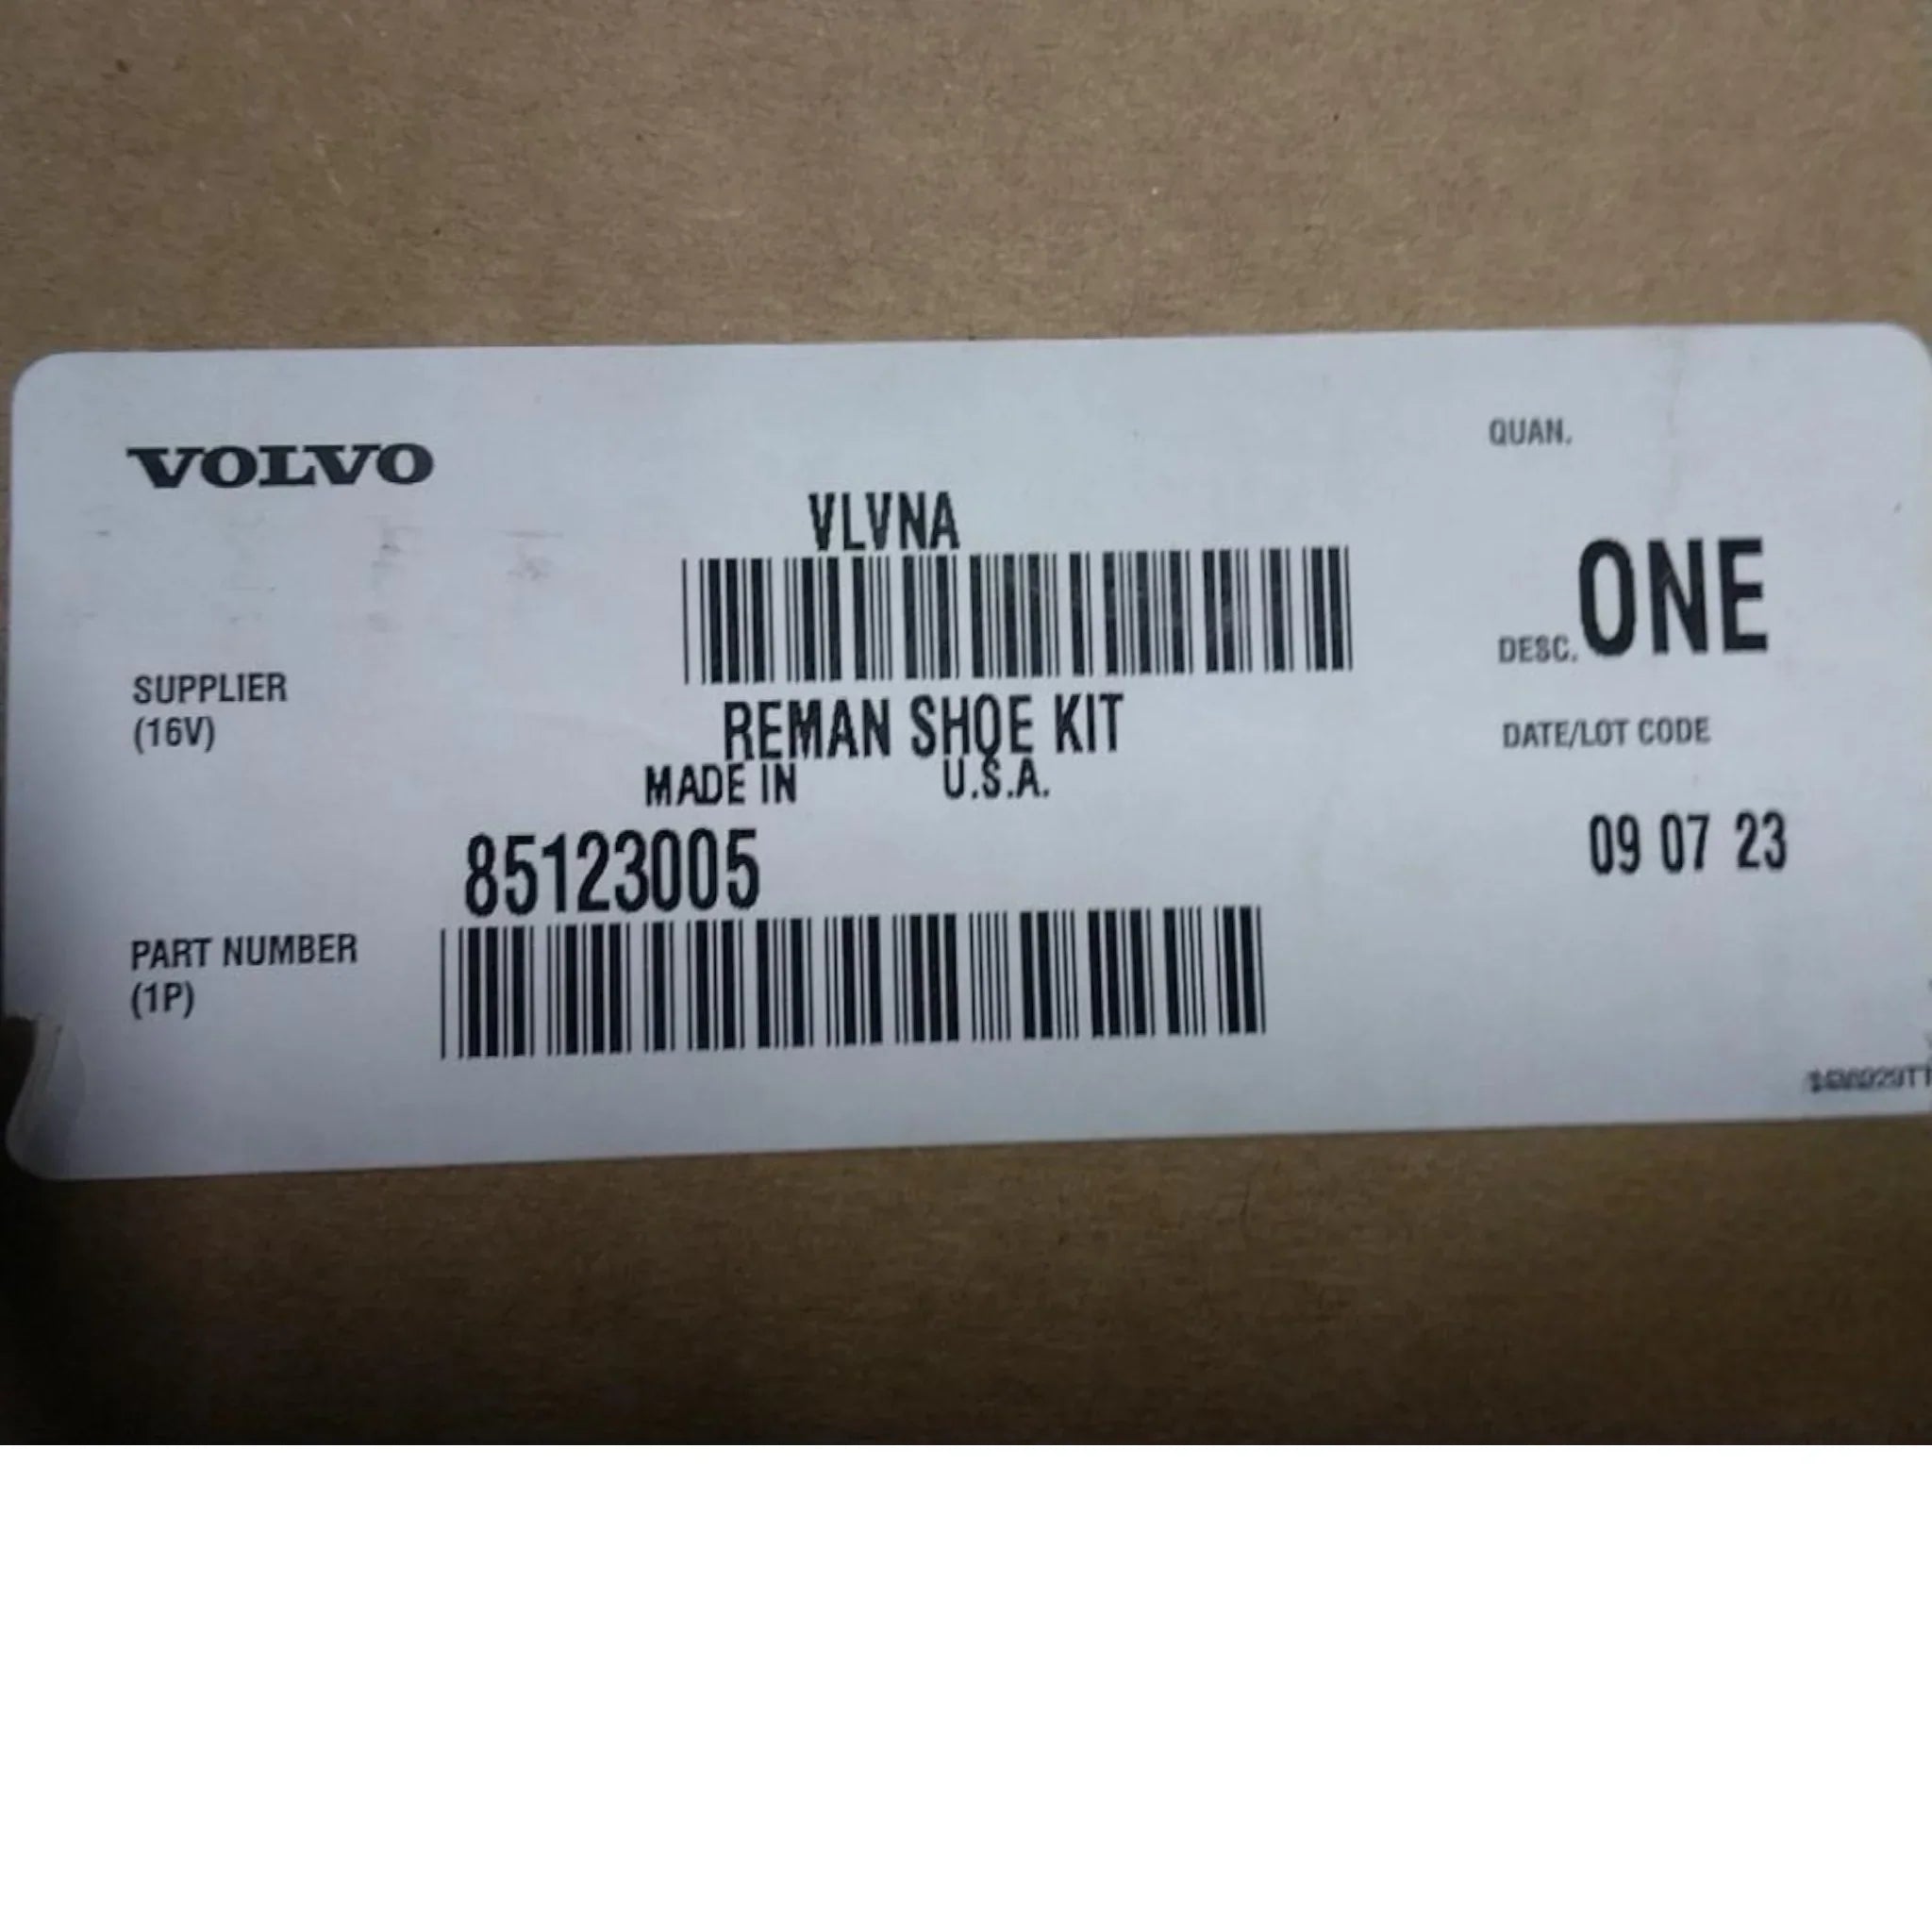 VOLVO
QUAN.
VLVNA
ONE
DESC.
SUPPLIER
(16V)
REMAN SHOE KIT
DATE/LOT CODE
MADE IN U.S.A.
85123005
09 07 23
PART NUMBER
(1P)